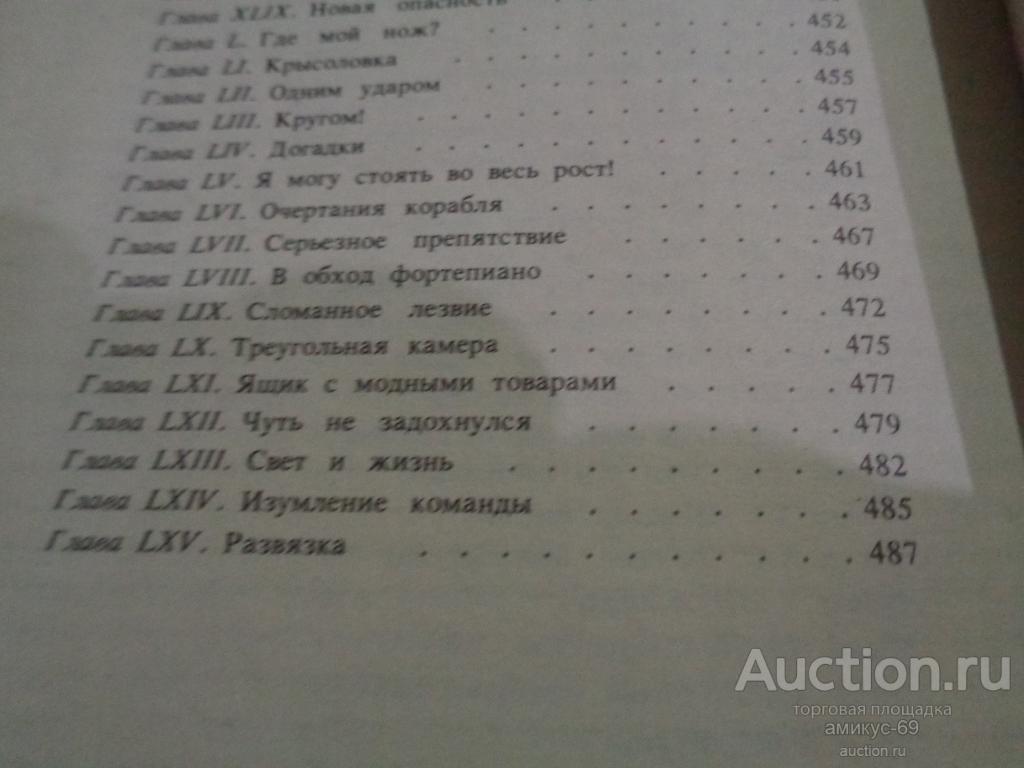 Глава XLIX. Новая опасность
Глава L. Где мой нож? . . . . . . . . . . 452
Глава LI. Крысоловка . . . . . . . . . . 454
Глава LII. Одним ударом . . . . . . . . . 455
Глава LIII. Кругом! . . . . . . . . . . . 457
Глава LIV. Догадки . . . . . . . . . . . 459
Глава LV. Я могу стоять во весь рост! . . . . . 461
Глава LVI. Очертания корабля . . . . . . . . 463
Глава LVII. Серьезное препятствие . . . . . . 467
Глава LVIII. В обход фортепиано . . . . . . . 469
Глава LIX. Сломанное лезвие . . . . . . . . 472
Глава LX. Треугольная камера . . . . . . . . 475
Глава LXI. Ящик с модными товарами . . . . . 477
Глава LXII. Чуть не задохнулся . . . . . . . 479
Глава LXIII. Свет и жизнь . . . . . . . . . 482
Глава LXIV. Изумление команды . . . . . . . 485
Глава LXV. Развязка . . . . . . . . . . . 487
Auction.ru
торговая площадка
амикус-69
auction.ru